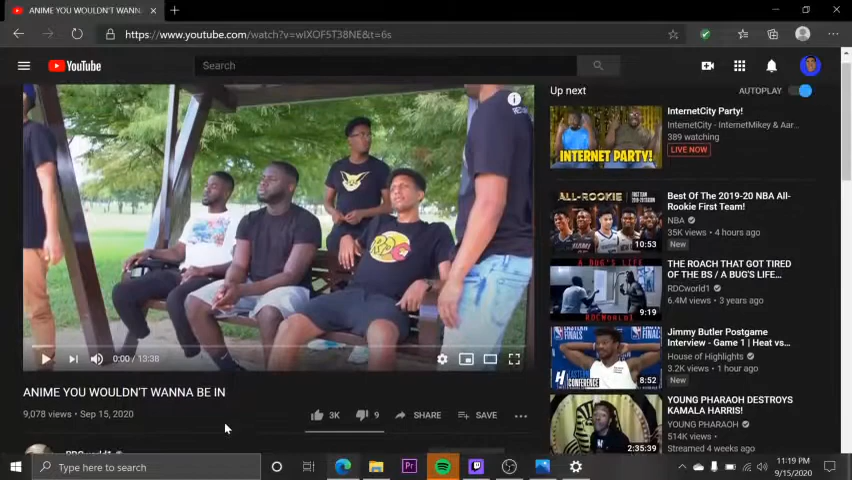 ANIME YOU WOULDN'T WANNA BE IN
https://www.youtube.com/watch?v=wIXOF5T38NE&t=6s
YouTube
Search
Up next
AUTOPLAY
InternetCity Party!
InternetCity - InternetMikey & Aar...
389 watching
LIVE NOW
INTERNET PARTY!
Best Of The 2019-20 NBA All-
Rookie First Team!
NBA
35K views • 4 hours ago
New
ALL-ROOKIE
10:53
THE ROACH THAT GOT TIRED
OF THE BS / A BUG'S LIFE...
RDCworld1
6.4M views • 3 years ago
A BUG'S LIFE
9:19
Jimmy Butler Postgame
Interview - Game 1 | Heat vs...
House of Highlights
3.2K views • 1 hour ago
New
CONFERENCE
8:52
YOUNG PHARAOH DESTROYS
KAMALA HARRIS!
YOUNG PHARAOH
514K views
Streamed 4 weeks ago
2:35:39
0:00 / 13:38
ANIME YOU WOULDN'T WANNA BE IN
9,078 views • Sep 15, 2020
3K
9
SHARE
SAVE
Type here to search
Pr
11:19 PM
9/15/2020